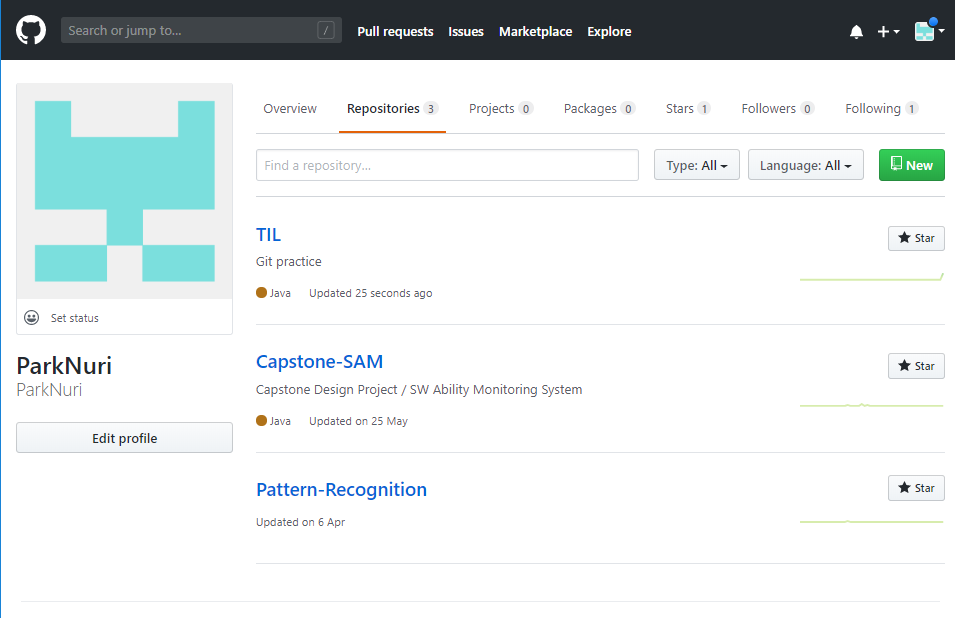 Search or jump to... / Pull requests Issues Marketplace Explore
Overview Repositories 3 Projects 0 Packages 0 Stars 1 Followers 0 Following 1
Find a repository... Type: All Language: All New
TIL Star
Git practice
Java Updated 25 seconds ago
Set status
Capstone-SAM Star
ParkNuri
ParkNuri
Capstone Design Project / SW Ability Monitoring System
Java Updated on 25 May
Edit profile
Pattern-Recognition Star
Updated on 6 Apr